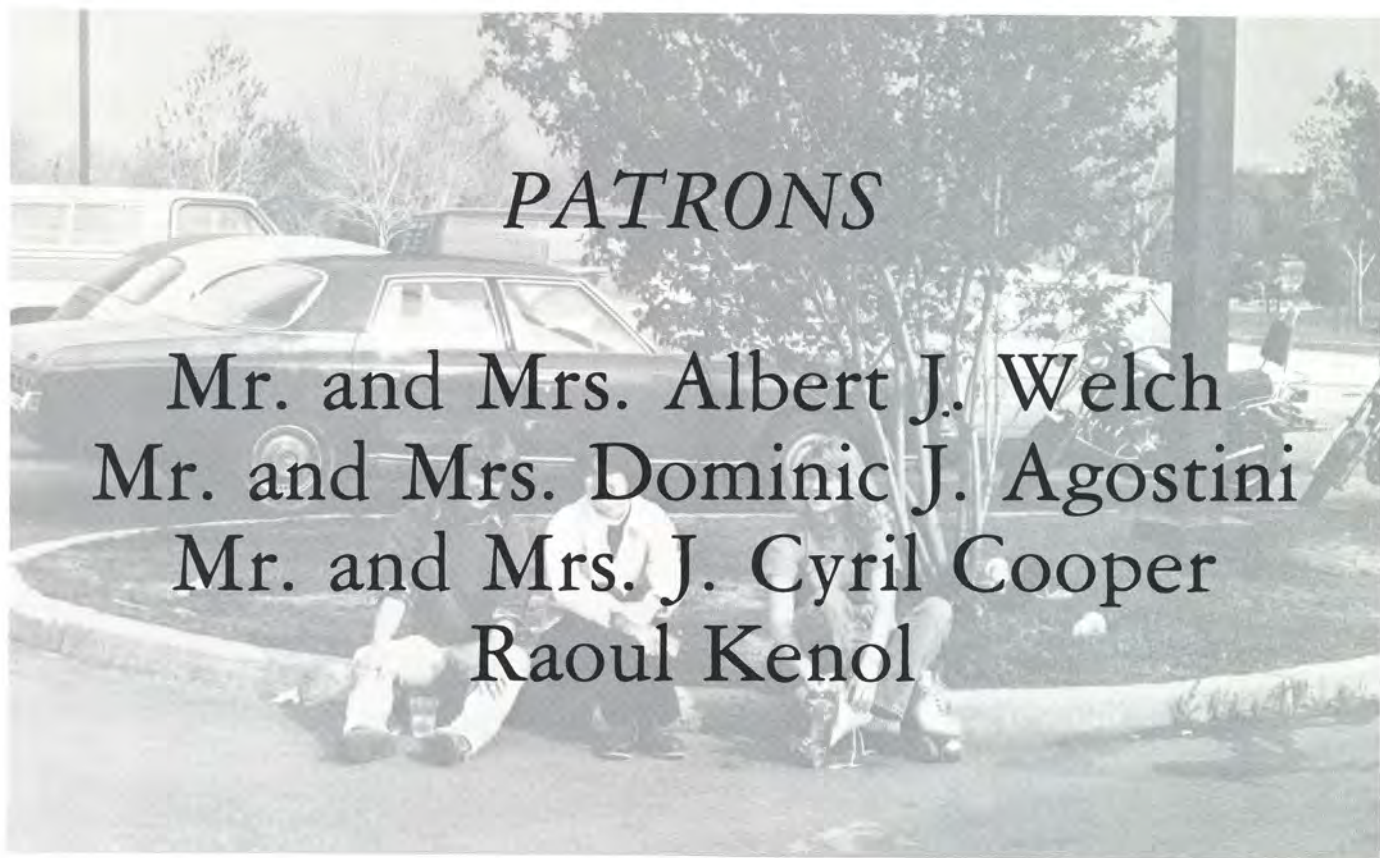 PATRONS
Mr. and Mrs. Albert J. Welch
Mr. and Mrs. Dominic J. Agostini
Mr. and Mrs. J. Cyril Cooper
Raoul Kenol